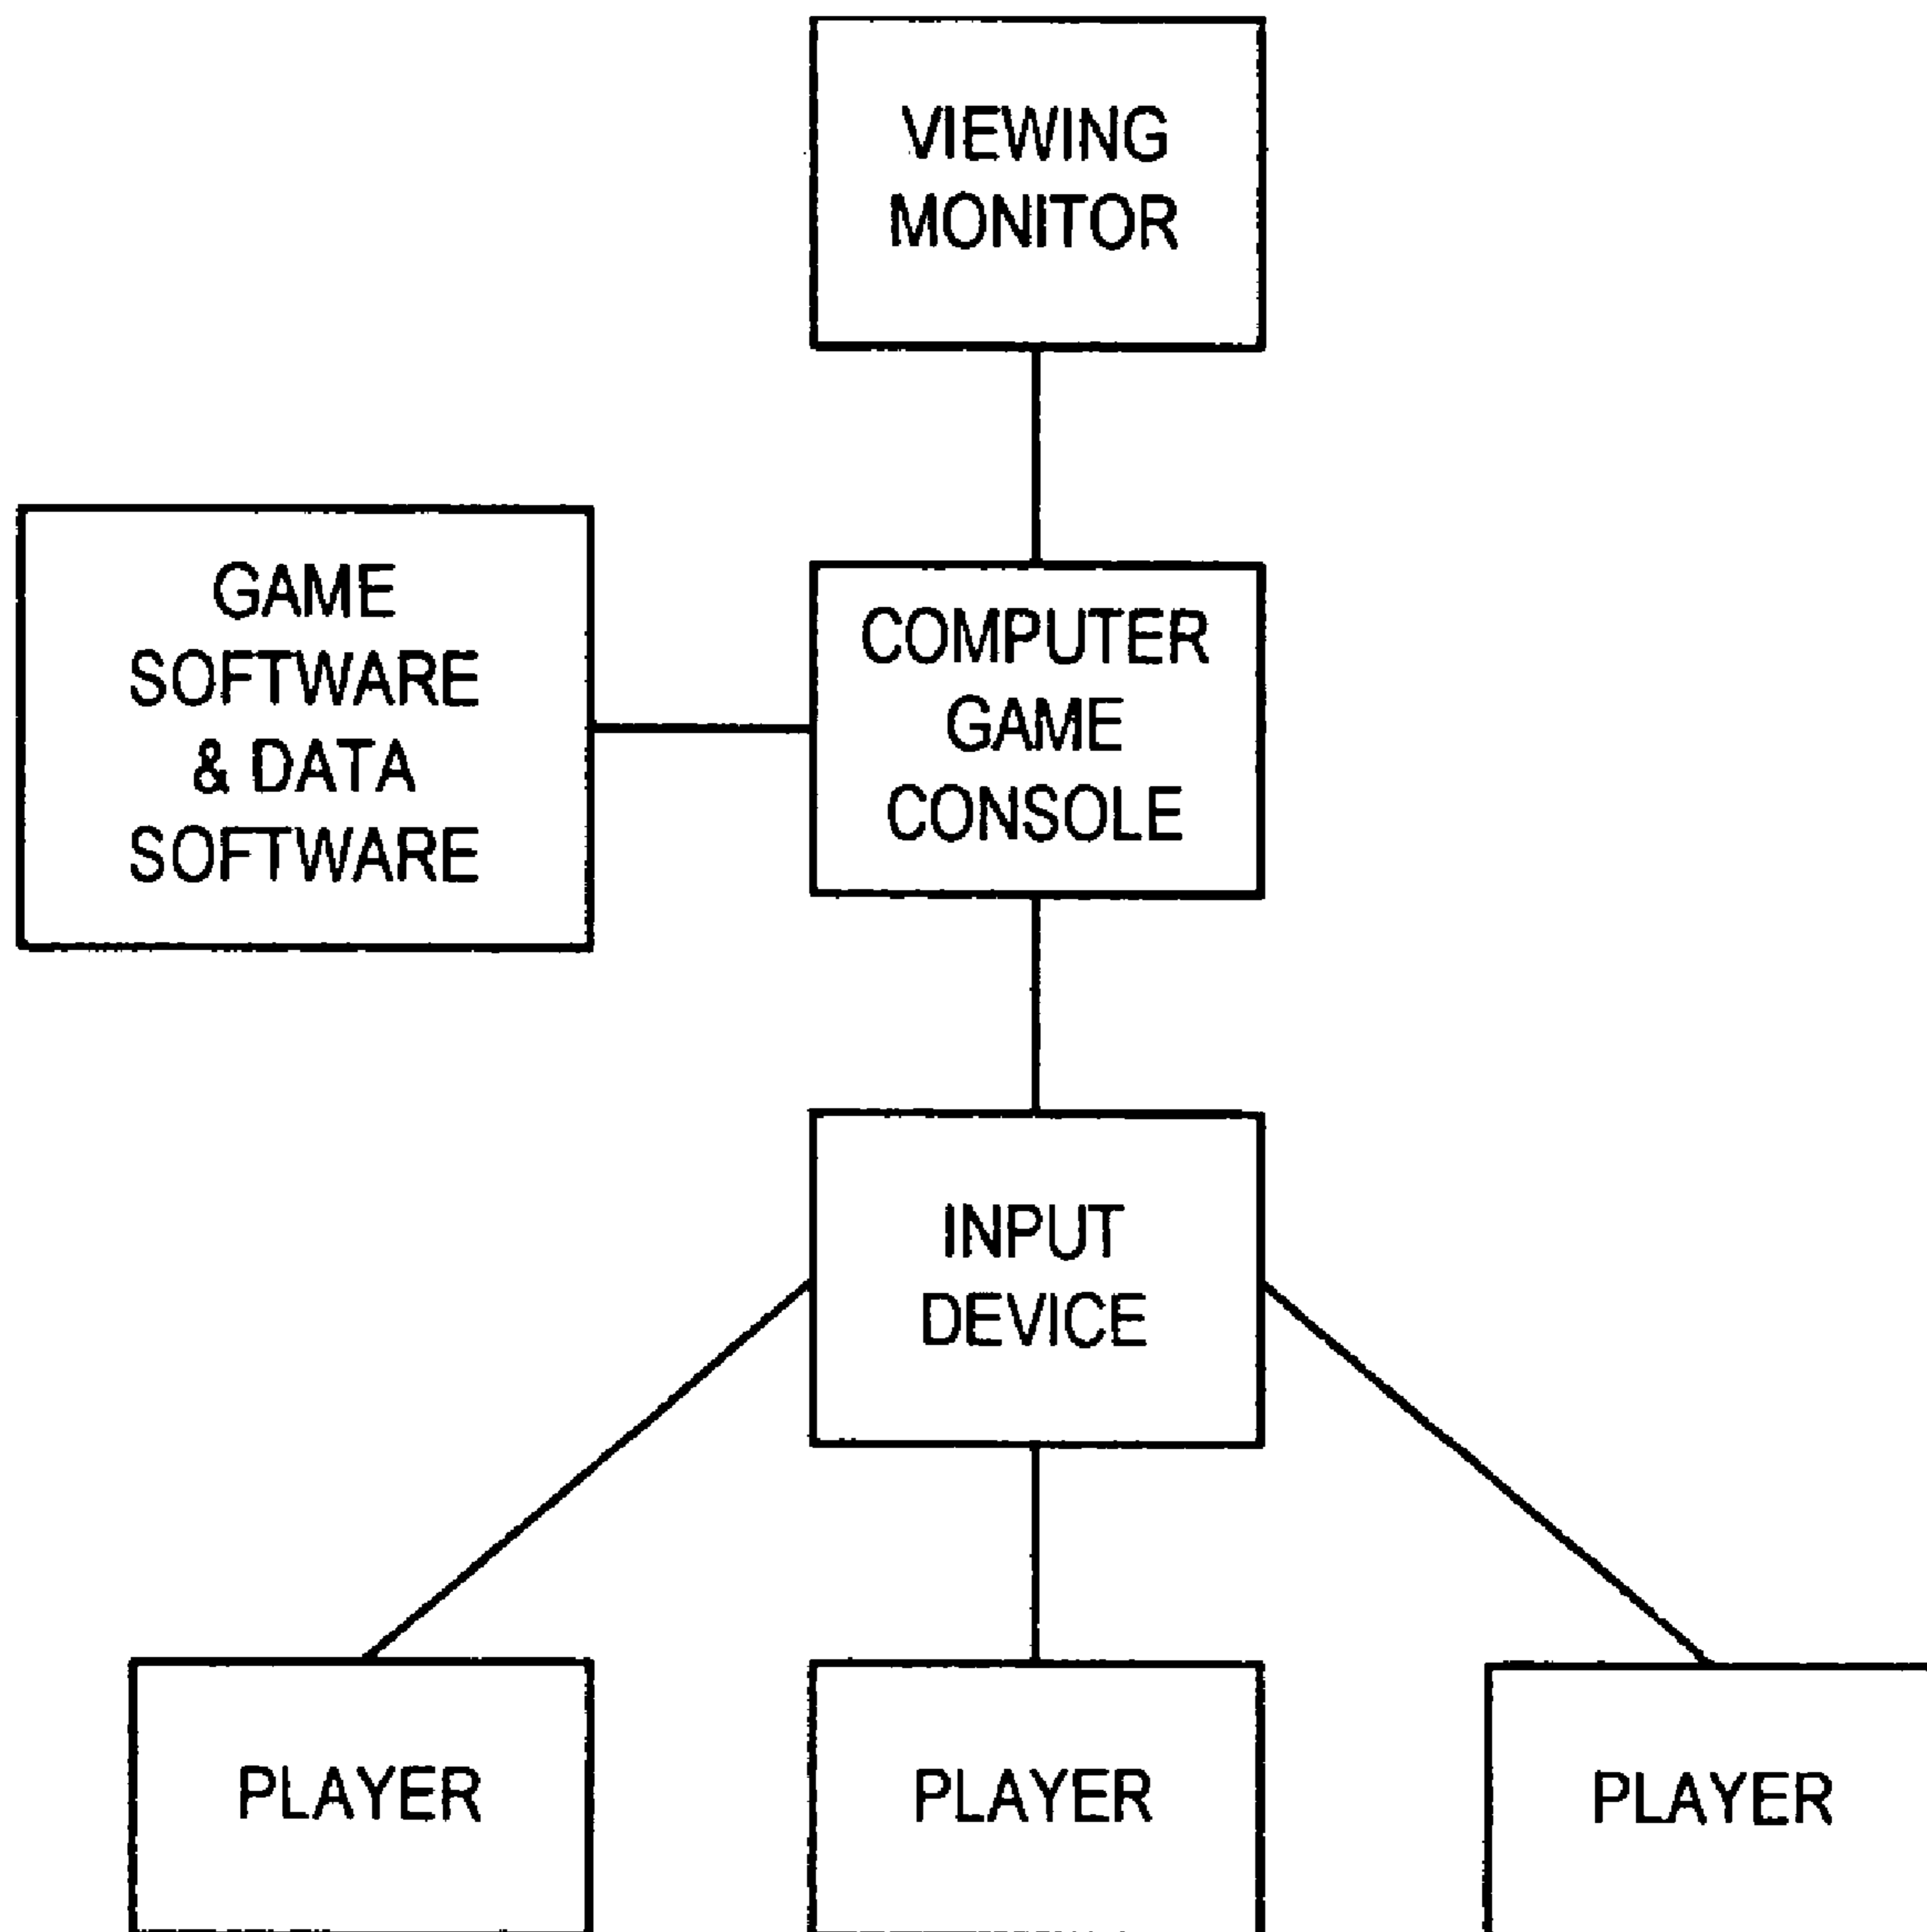 VIEWING
MONITOR
GAME
SOFTWARE
& DATA
SOFTWARE
COMPUTER
GAME
CONSOLE
INPUT
DEVICE
PLAYER
PLAYER
PLAYER